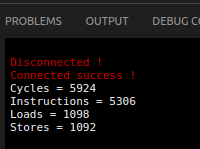 PROBLEMS OUTPUT DEBUG CO
Disconnected !
Connected success !
Cycles = 5924
Instructions = 5306
Loads = 1098
Stores = 1092